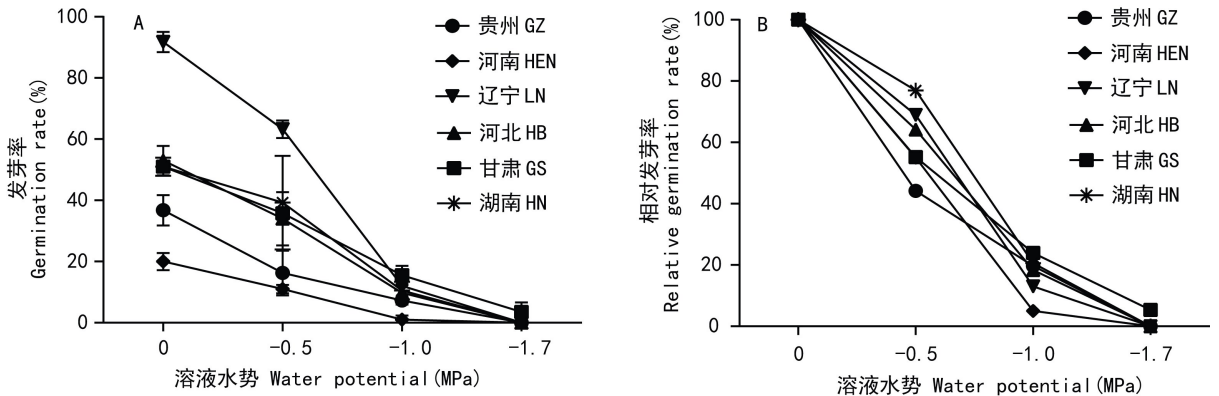 A
100
80
60
40
20
0
发芽率
Germination rate(%)
0 -0.5 -1.0 -1.7
溶液水势 Water potential(MPa)
贵州 GZ
河南 HEN
辽宁 LN
河北 HB
甘肃 GS
湖南 HN
B
100
80
60
40
20
0
相对发芽率
Relative germination rate(%)
0 -0.5 -1.0 -1.7
溶液水势 Water potential(MPa)
贵州 GZ
河南 HEN
辽宁 LN
河北 HB
甘肃 GS
湖南 HN